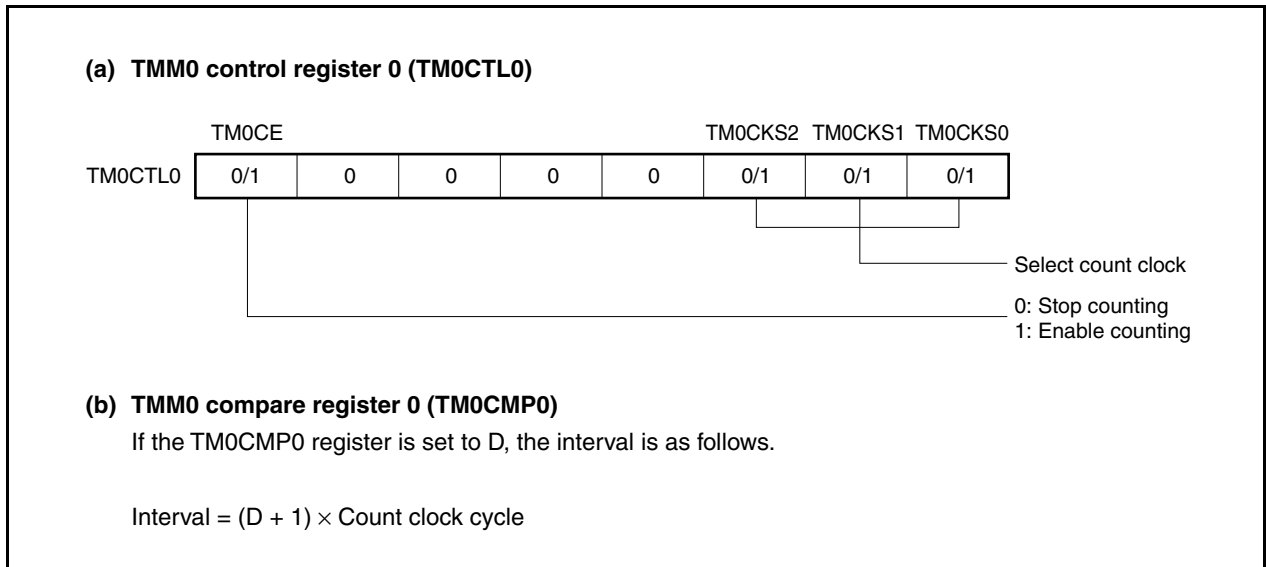 (a) TMM0 control register 0 (TM0CTL0)
TM0CE TM0CKS2 TM0CKS1 TM0CKS0
TM0CTL0 0/1 0 0 0 0 0/1 0/1 0/1
Select count clock
0: Stop counting
1: Enable counting
(b) TMM0 compare register 0 (TM0CMP0)
If the TM0CMP0 register is set to D, the interval is as follows.
Interval = (D + 1) × Count clock cycle